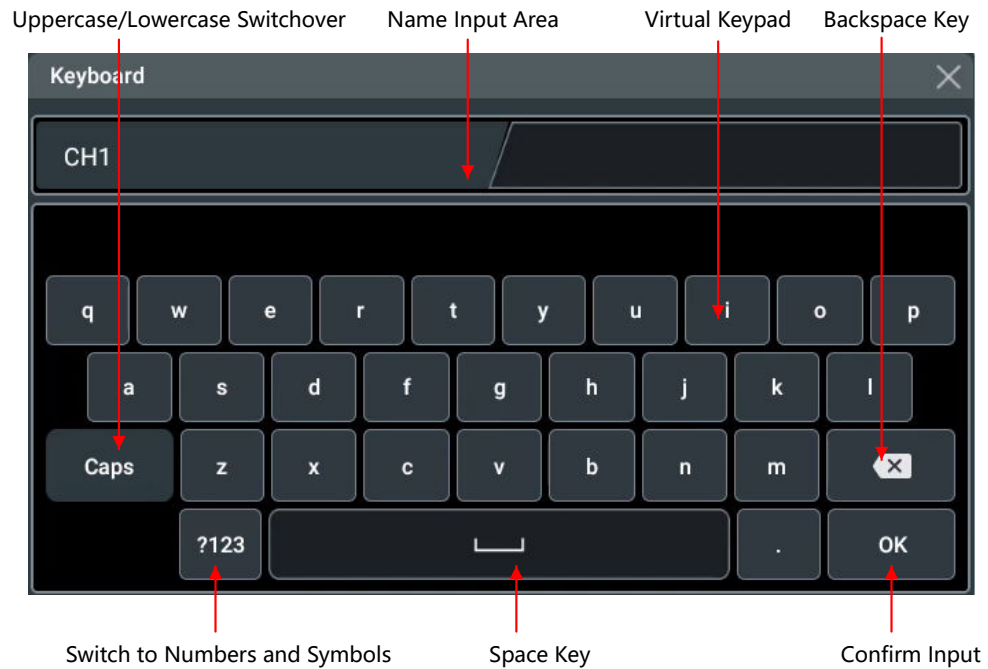 Uppercase/Lowercase Switchover Name Input Area Virtual Keypad Backspace Key
Keyboard
CH1
q w e r t y u i o p
a s d f g h j k l
Caps z x c v b n m
?123 . OK
Switch to Numbers and Symbols Space Key Confirm Input